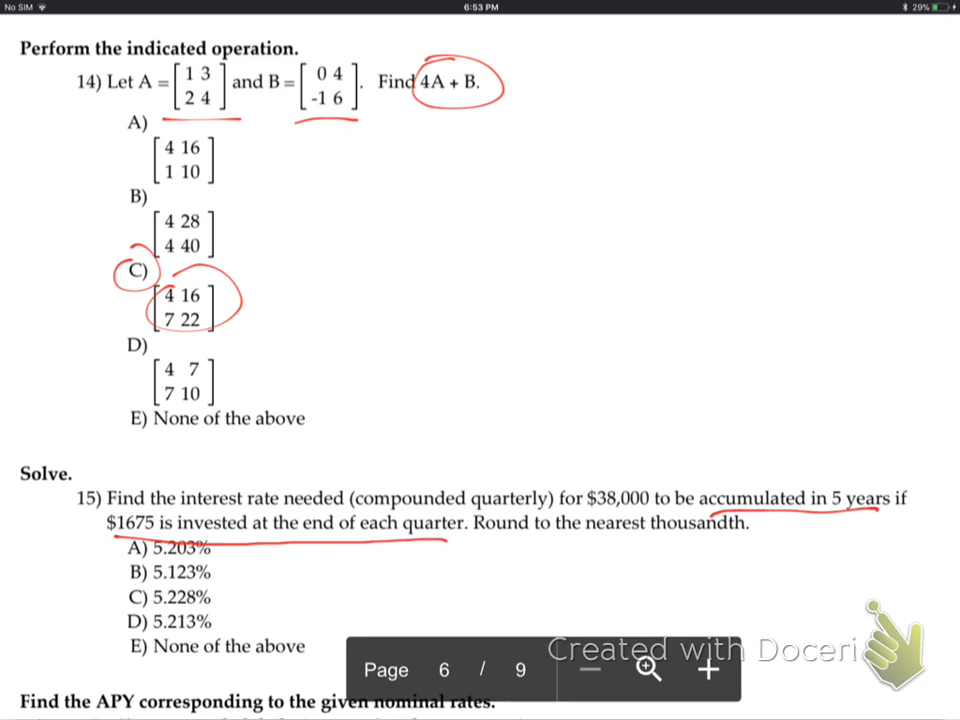 No SIM 6:53 PM 29%
Perform the indicated operation.
14) Let A = [ 1 3 ] and B = [ 0 4 ]. Find 4A + B.
2 4 -1 6
A)
4 16
1 10
B)
4 28
4 40
C)
4 16
7 22
D)
4 7
7 10
E) None of the above
Solve.
15) Find the interest rate needed (compounded quarterly) for $38,000 to be accumulated in 5 years if
$1675 is invested at the end of each quarter. Round to the nearest thousandth.
A) 5.203%
B) 5.123%
C) 5.228%
D) 5.213%
E) None of the above
Created with Doceri
Page 6 / 9 — +
Find the APY corresponding to the given nominal rates.